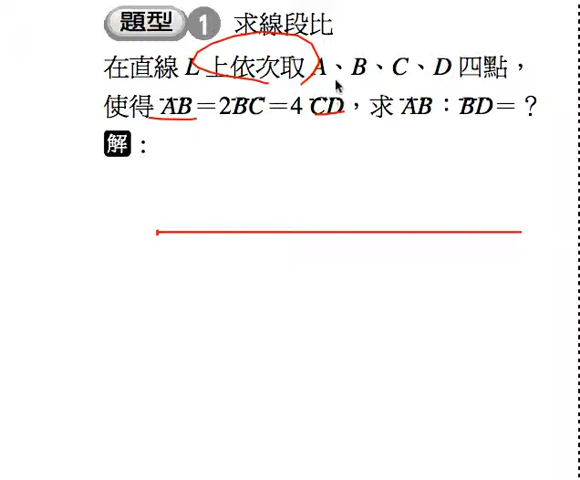 題型 1 求線段比
在直線 L 上依次取 A、B、C、D 四點，
使得 AB＝2BC＝4 CD，求 AB：BD＝？
解：